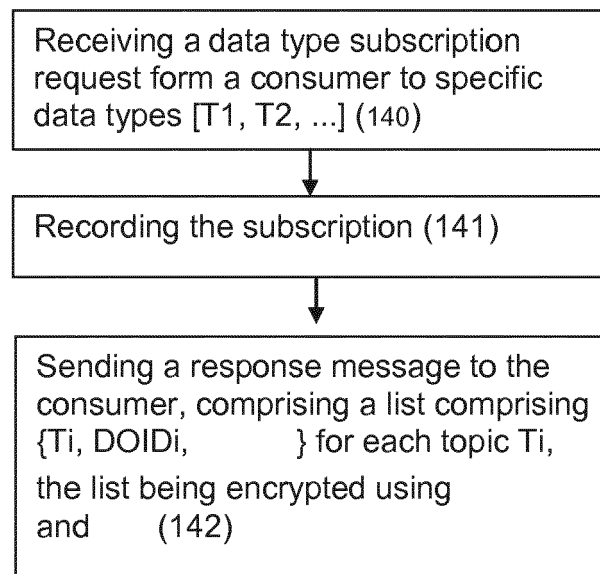 Receiving a data type subscription
request form a consumer to specific
data types [T1, T2, ...] (140)
Recording the subscription (141)
Sending a response message to the
consumer, comprising a list comprising
{Ti, DOIDi, } for each topic Ti,
the list being encrypted using
and (142)